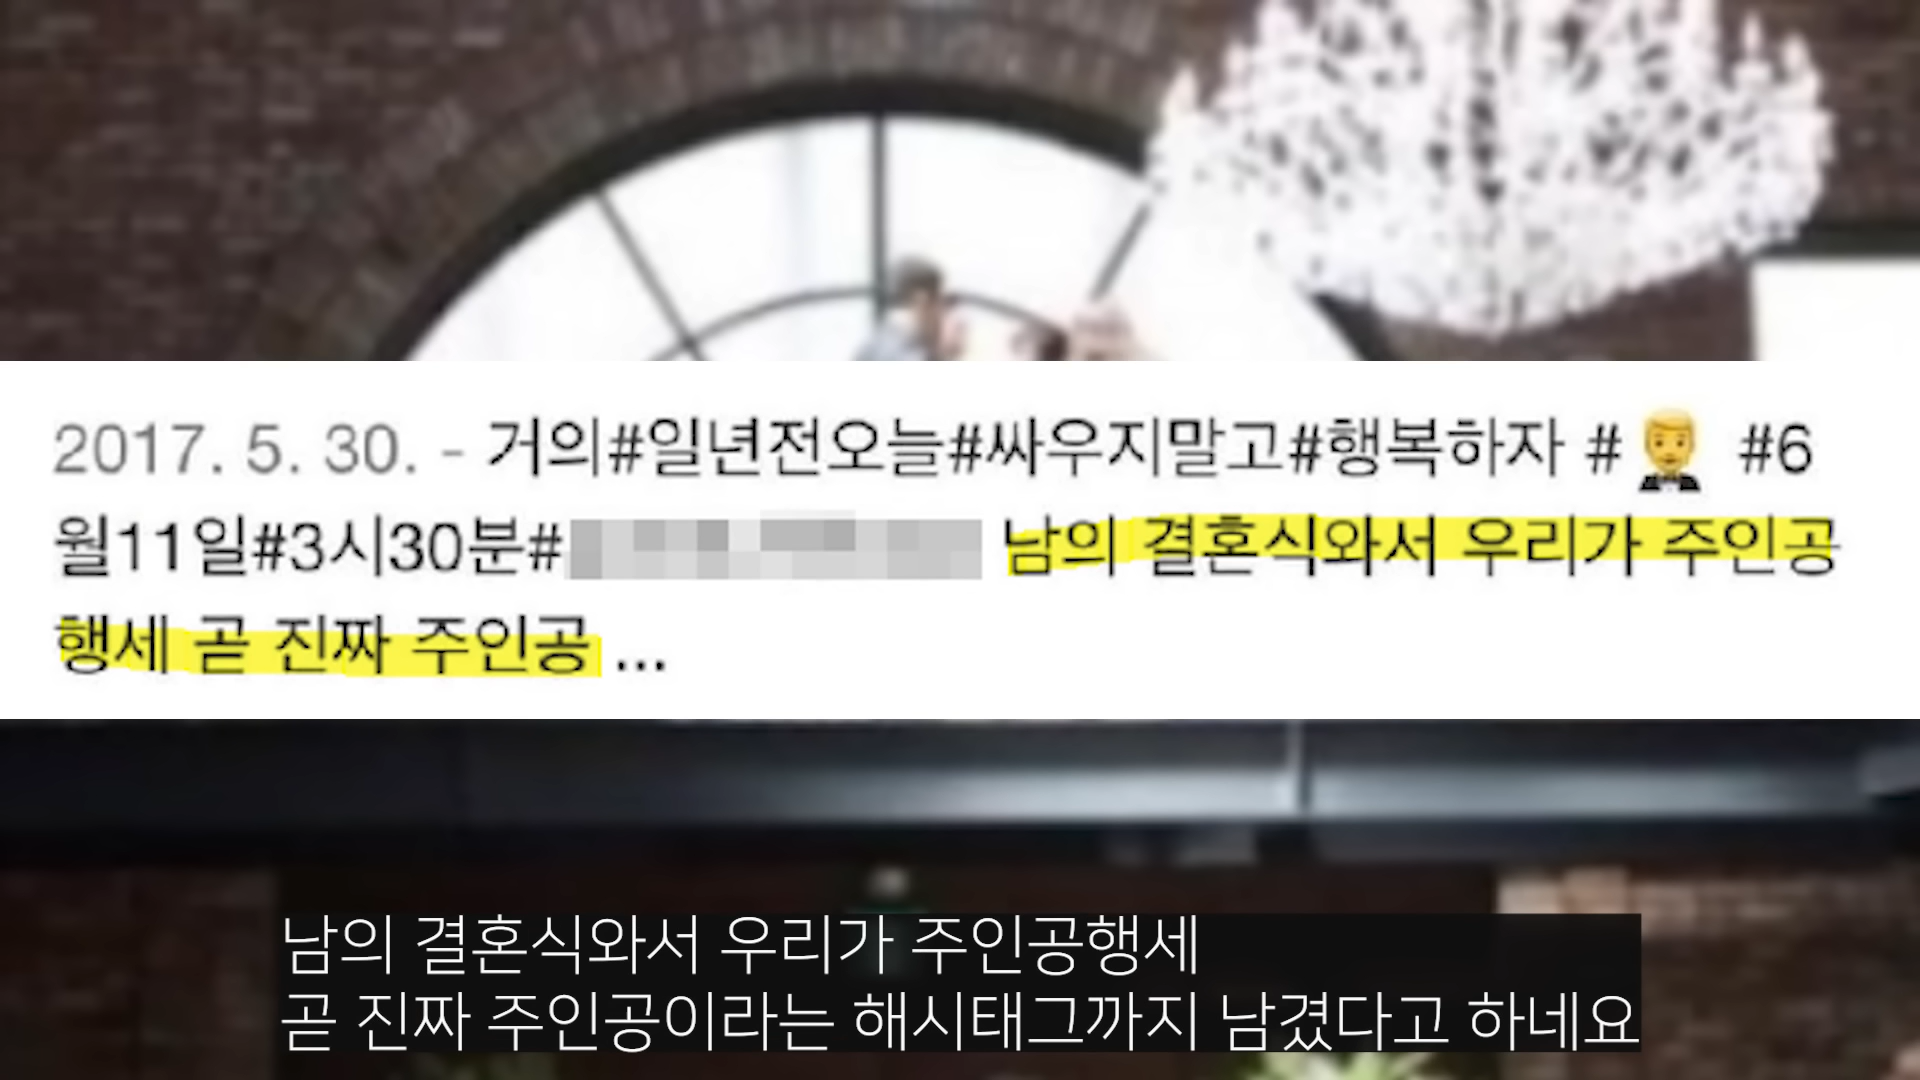 2017. 5. 30. - 거의#일년전오늘#싸우지말고#행복하자 #🤵 #6
월11일#3시30분# 남의 결혼식와서 우리가 주인공
행세 곧 진짜 주인공 ...
남의 결혼식와서 우리가 주인공행세
곧 진짜 주인공이라는 해시태그까지 남겼다고 하네요